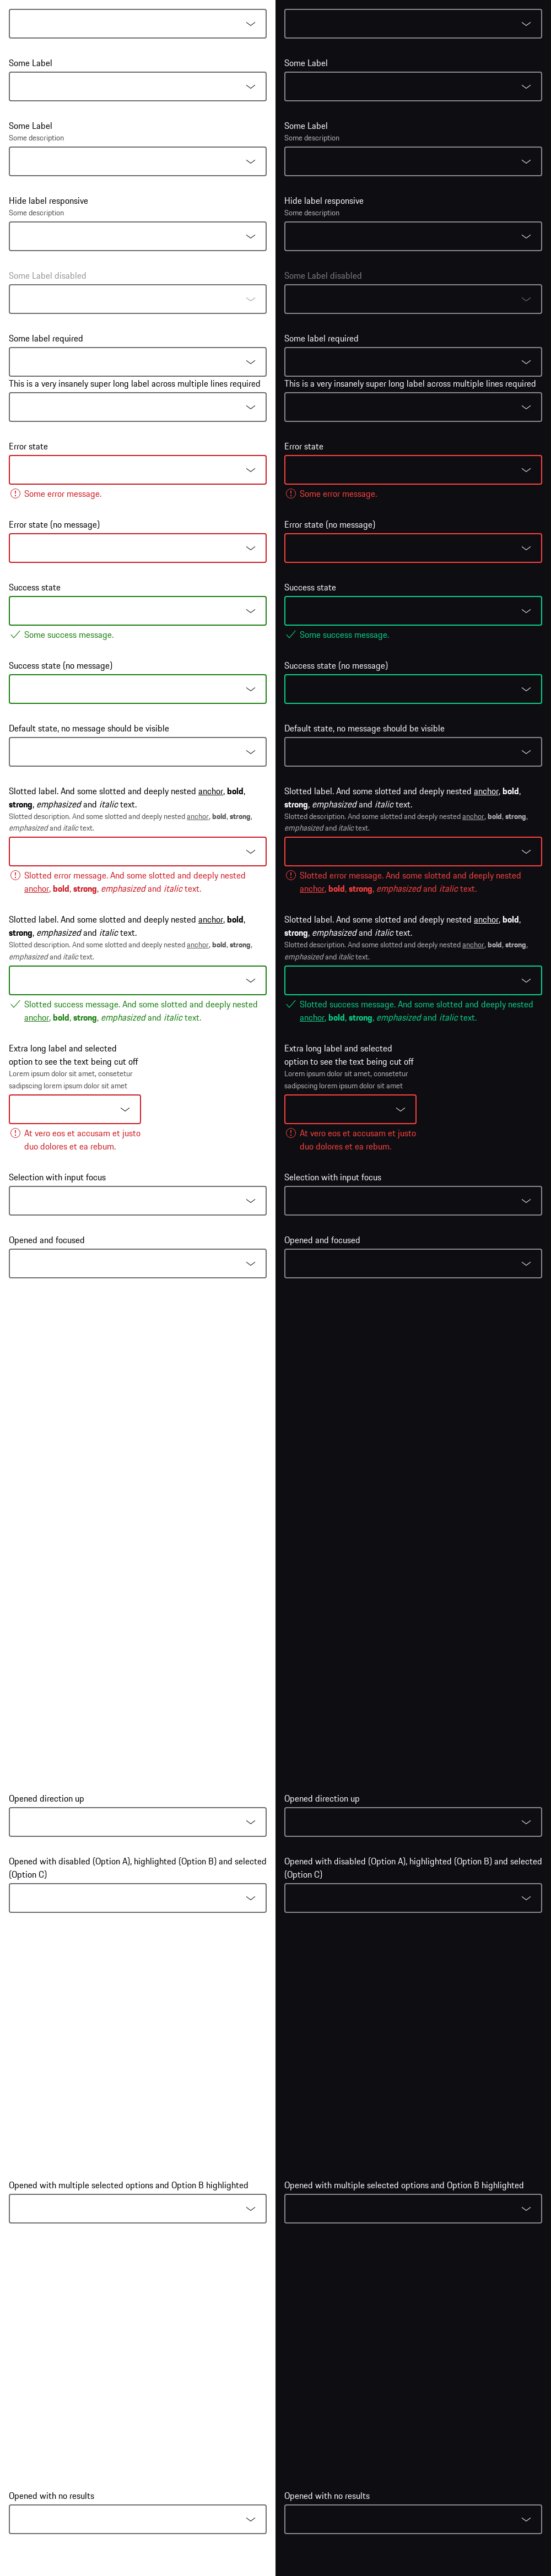 Some Label
Some Label
Some description
Hide label responsive
Some description
Some Label disabled
Some label required
This is a very insanely super long label across multiple lines required
Error state
Some error message.
Error state (no message)
Success state
Some success message.
Success state (no message)
Default state, no message should be visible
Slotted label. And some slotted and deeply nested anchor, bold,
strong, emphasized and italic text.
Slotted description. And some slotted and deeply nested anchor, bold, strong,
emphasized and italic text.
Slotted error message. And some slotted and deeply nested
anchor, bold, strong, emphasized and italic text.
Slotted label. And some slotted and deeply nested anchor, bold,
strong, emphasized and italic text.
Slotted description. And some slotted and deeply nested anchor, bold, strong,
emphasized and italic text.
Slotted success message. And some slotted and deeply nested
anchor, bold, strong, emphasized and italic text.
Extra long label and selected
option to see the text being cut off
Lorem ipsum dolor sit amet, consetetur
sadipscing lorem ipsum dolor sit amet
At vero eos et accusam et justo
duo dolores et ea rebum.
Selection with input focus
Opened and focused
Opened direction up
Opened with disabled (Option A), highlighted (Option B) and selected
(Option C)
Opened with multiple selected options and Option B highlighted
Opened with no results
Some Label
Some Label
Some description
Hide label responsive
Some description
Some Label disabled
Some label required
This is a very insanely super long label across multiple lines required
Error state
Some error message.
Error state (no message)
Success state
Some success message.
Success state (no message)
Default state, no message should be visible
Slotted label. And some slotted and deeply nested anchor, bold,
strong, emphasized and italic text.
Slotted description. And some slotted and deeply nested anchor, bold, strong,
emphasized and italic text.
Slotted error message. And some slotted and deeply nested
anchor, bold, strong, emphasized and italic text.
Slotted label. And some slotted and deeply nested anchor, bold,
strong, emphasized and italic text.
Slotted description. And some slotted and deeply nested anchor, bold, strong,
emphasized and italic text.
Slotted success message. And some slotted and deeply nested
anchor, bold, strong, emphasized and italic text.
Extra long label and selected
option to see the text being cut off
Lorem ipsum dolor sit amet, consetetur
sadipscing lorem ipsum dolor sit amet
At vero eos et accusam et justo
duo dolores et ea rebum.
Selection with input focus
Opened and focused
Opened direction up
Opened with disabled (Option A), highlighted (Option B) and selected
(Option C)
Opened with multiple selected options and Option B highlighted
Opened with no results